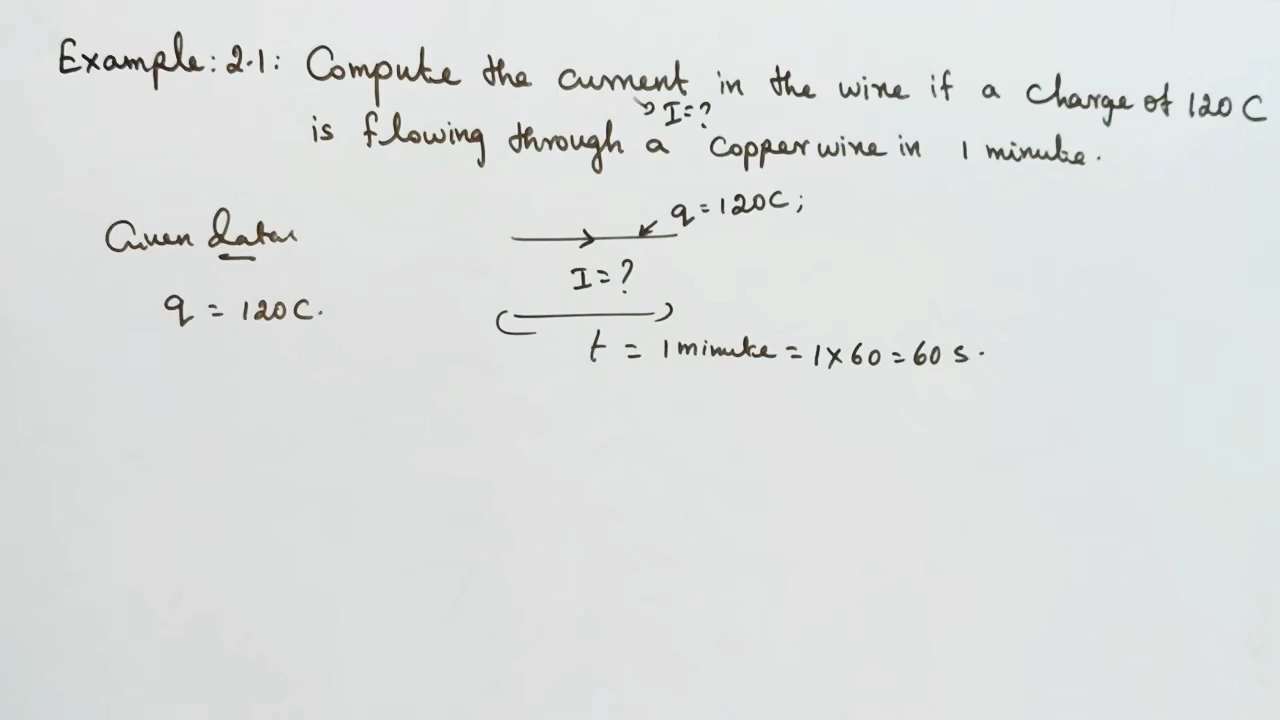 Example: 2.1: Compute the current in the wire if a charge of 120 C
I = ?
is flowing through a copper wire in 1 minute.
Given data
q = 120C;
I = ?
q = 120C.
t = 1 minute = 1 x 60 = 60 s.